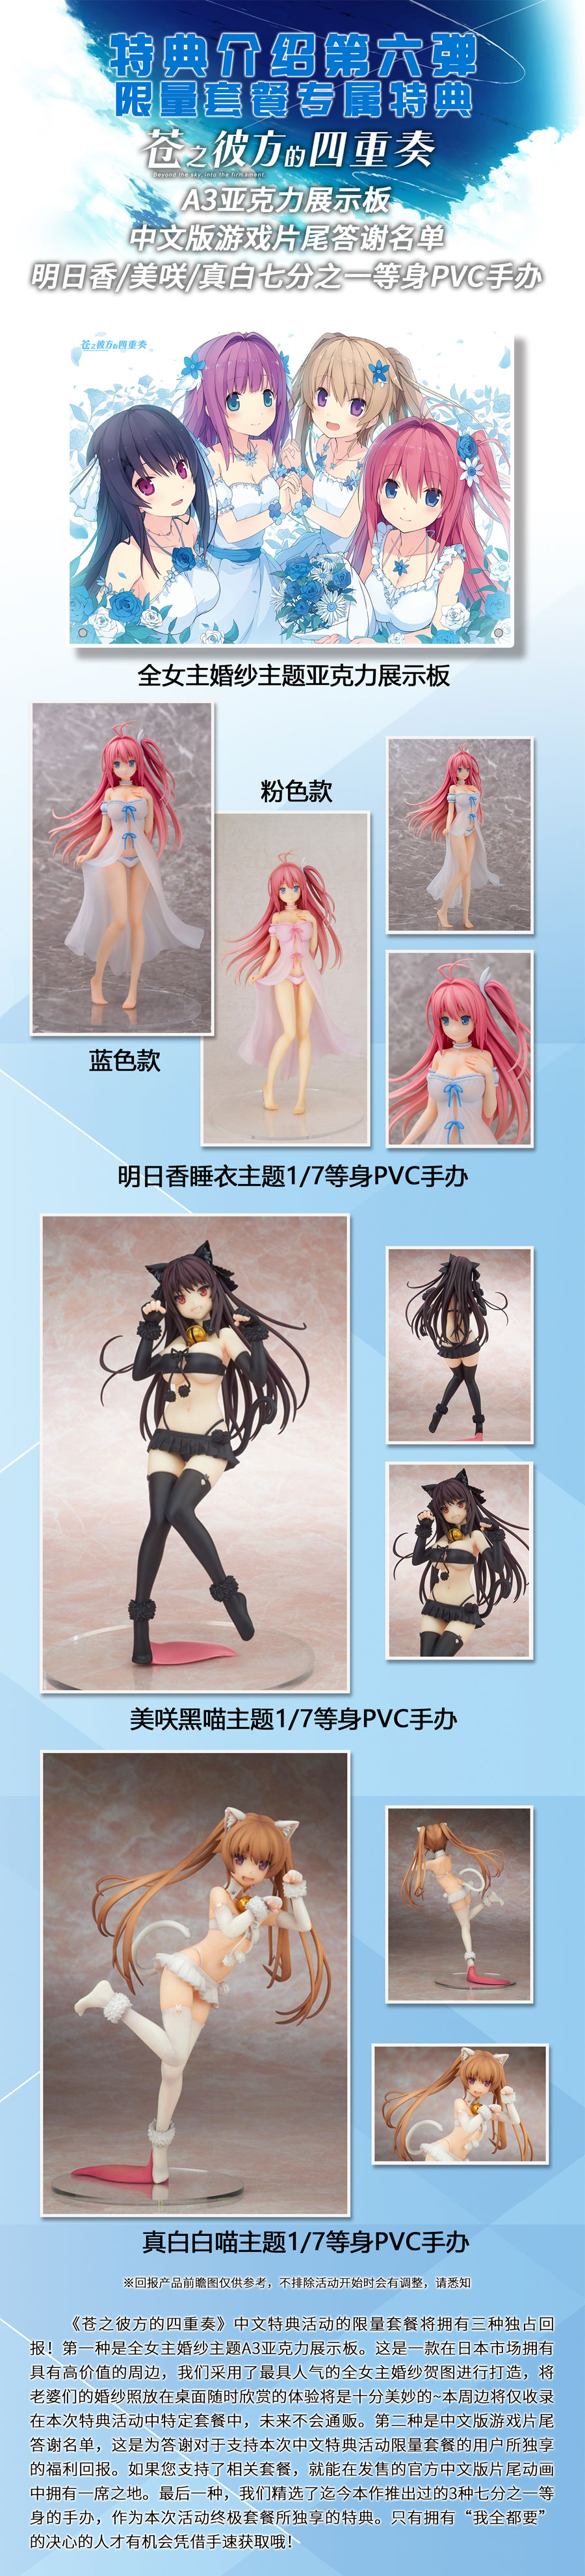 特典介绍第六弹
限量套餐专属特典
苍之彼方的四重奏
Beyond the sky, into the firmament.
A3亚克力展示板
中文版游戏片尾答谢名单
明日香/美咲/真白七分之一等身PVC手办
苍之彼方的四重奏
全女主婚纱主题亚克力展示板
粉色款
蓝色款
明日香睡衣主题1/7等身PVC手办
美咲黑喵主题1/7等身PVC手办
真白白喵主题1/7等身PVC手办
※回报产品前瞻图仅供参考，不排除活动开始时会有调整，请悉知
《苍之彼方的四重奏》中文特典活动的限量套餐将拥有三种独占回
报！第一种是全女主婚纱主题A3亚克力展示板。这是一款在日本市场拥有
具有高价值的周边，我们采用了最具人气的全女主婚纱贺图进行打造，将
老婆们的婚纱照放在桌面随时欣赏的体验将是十分美妙的~本周边将仅收录
在本次特典活动中特定套餐中，未来不会通贩。第二种是中文版游戏片尾
答谢名单，这是为答谢对于支持本次中文特典活动限量套餐的用户所独享
的福利回报。如果您支持了相关套餐，就能在发售的官方中文版片尾动画
中拥有一席之地。最后一种，我们精选了迄今本作推出过的3种七分之一等
身的手办，作为本次活动终极套餐所独享的特典。只有拥有“我全都要”
的决心的人才有机会凭借手速获取哦！